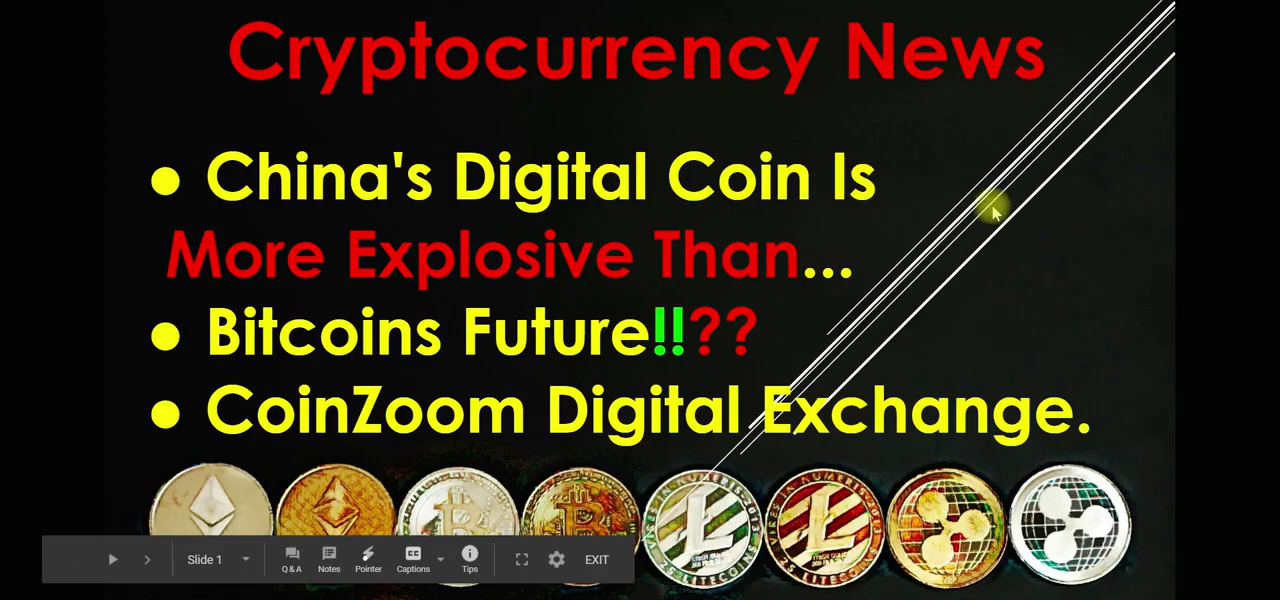 Cryptocurrency News
● China's Digital Coin Is
More Explosive Than...
● Bitcoins Future!!??
● CoinZoom Digital Exchange.
Slide 1
Q&A
Notes
Pointer
CC
Captions
Tips
EXIT